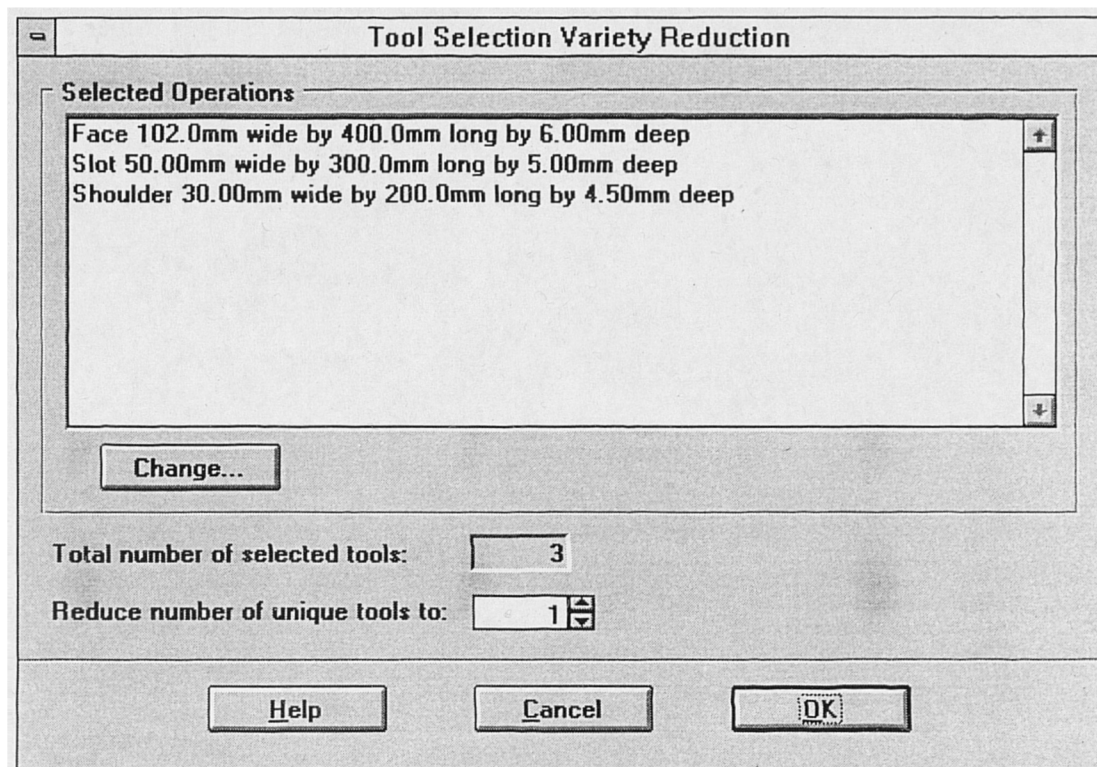 Tool Selection Variety Reduction
Selected Operations
Face 102.0mm wide by 400.0mm long by 6.00mm deep
Slot 50.00mm wide by 300.0mm long by 5.00mm deep
Shoulder 30.00mm wide by 200.0mm long by 4.50mm deep
Change...
Total number of selected tools: 3
Reduce number of unique tools to: 1
Help Cancel OK